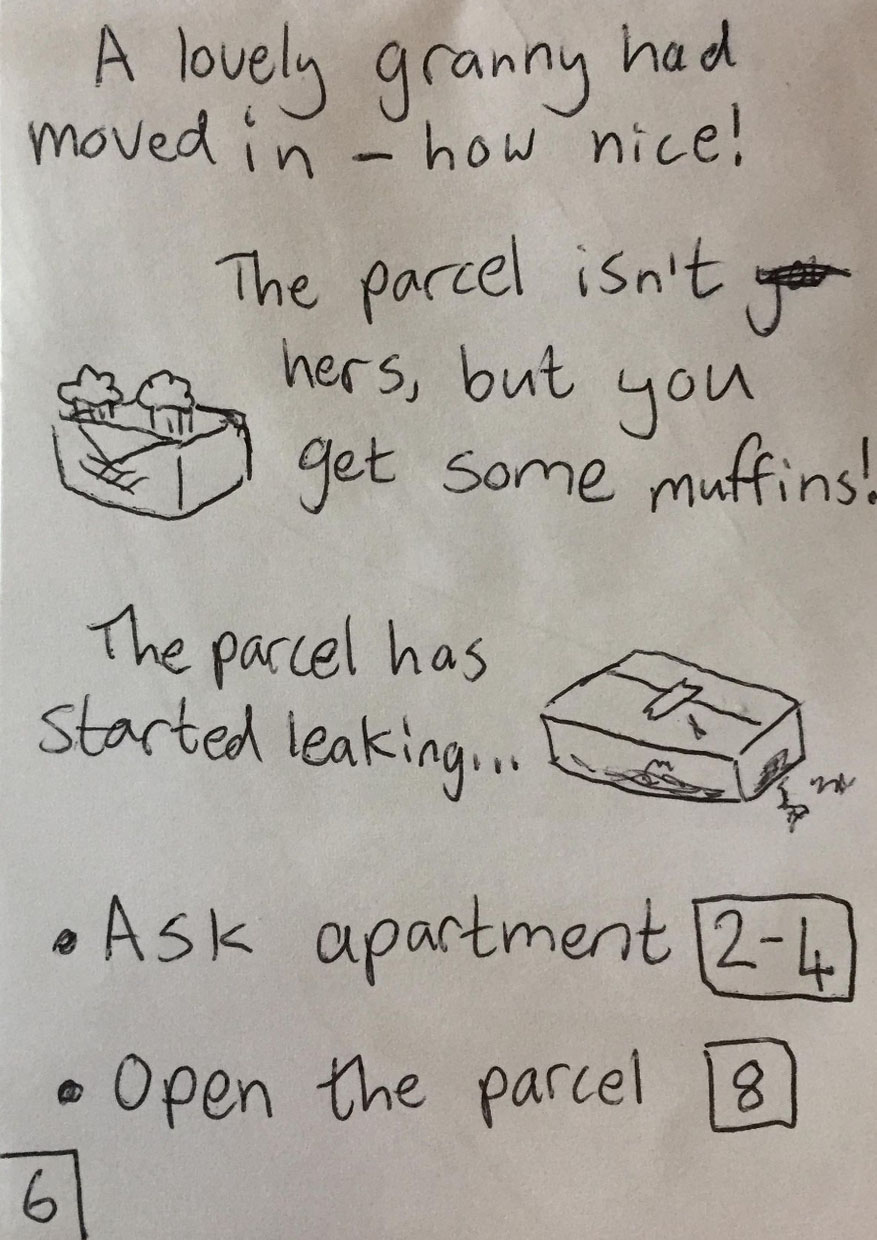 A lovely granny had
moved in – how nice!
The parcel isn't
hers, but you
get some muffins!
The parcel has
started leaking...
• Ask apartment 2-4
• Open the parcel 8
6